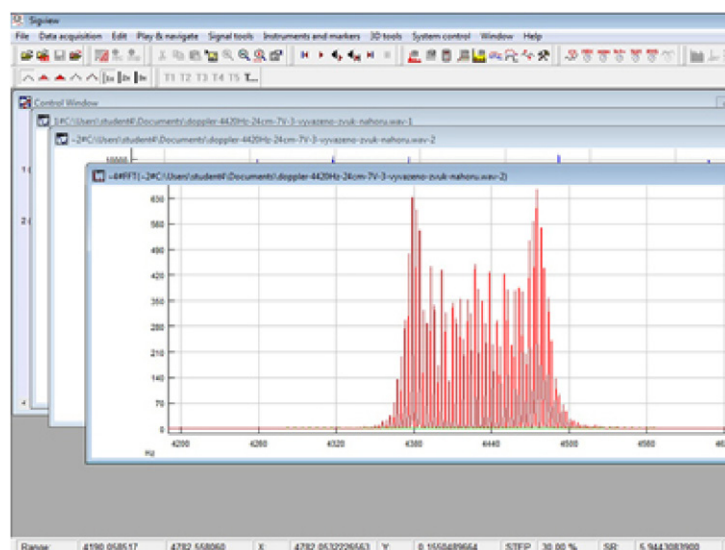 Sigview
File Data acquisition Edit Play & navigate Signal tools Instruments and markers 3D tools System control Window Help
T1 T2 T3 T4 T5 T...
Control Window
1#C:\Users\student4\Documents\doppler-4420Hz-24cm-7V-3-vyvazeno-zvuk-nahoru.wav-1
~2#C:\Users\student4\Documents\doppler-4420Hz-24cm-7V-3-vyvazeno-zvuk-nahoru.wav-2
10000
~4#FFT(~2#C:\Users\student4\Documents\doppler-4420Hz-24cm-7V-3-vyvazeno-zvuk-nahoru.wav-2)
630
560
490
420
350
280
210
140
70
0
4200 4260 4320 4380 4440 4500 4560
Hz
Range: 4190.058517 4782.558060 X: 4782.0532226563 Y: 0.1550489664 STEP 30.00 % SR: 5.9443083900